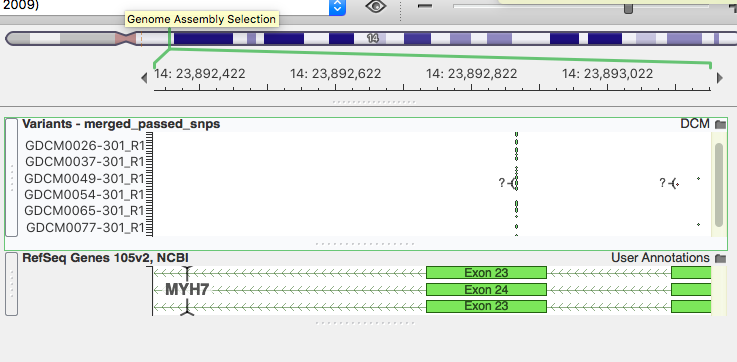 2009)
Genome Assembly Selection
14
14: 23,892,422 14: 23,892,622 14: 23,892,822 14: 23,893,022
Variants - merged_passed_snps DCM
GDCM0026-301_R1
GDCM0037-301_R1
GDCM0049-301_R1 ? ?
GDCM0054-301_R1
GDCM0065-301_R1
GDCM0077-301_R1
RefSeq Genes 105v2, NCBI User Annotations
Exon 23
MYH7 Exon 24
Exon 23